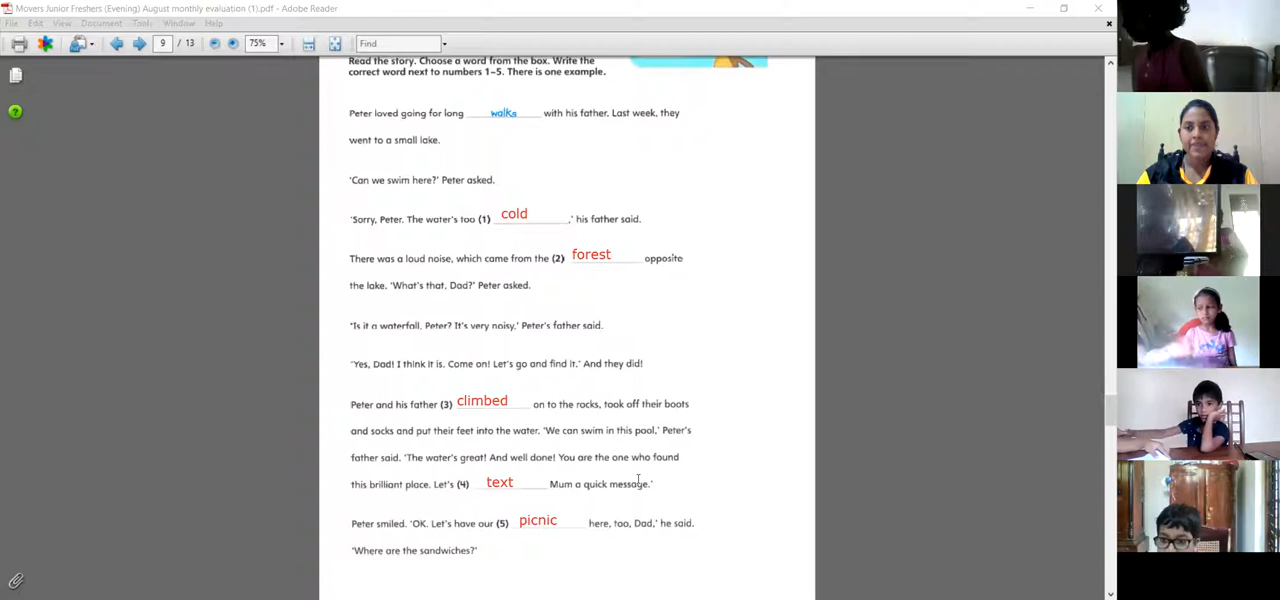 Movers Junior Freshers (Evening) August monthly evaluation (1).pdf - Adobe Reader
File Edit View Document Tools Window Help
9 / 13 75% Find
Read the story. Choose a word from the box. Write the
correct word next to numbers 1–5. There is one example.
Peter loved going for long walks with his father. Last week, they
went to a small lake.
'Can we swim here?' Peter asked.
'Sorry, Peter. The water's too (1) cold ,' his father said.
There was a loud noise, which came from the (2) forest opposite
the lake. 'What's that, Dad?' Peter asked.
'Is it a waterfall, Peter? It's very noisy,' Peter's father said.
'Yes, Dad! I think it is. Come on! Let's go and find it.' And they did!
Peter and his father (3) climbed on to the rocks, took off their boots
and socks and put their feet into the water. 'We can swim in this pool,' Peter's
father said. 'The water's great! And well done! You are the one who found
this brilliant place. Let's (4) text Mum a quick message.'
Peter smiled. 'OK. Let's have our (5) picnic here, too, Dad,' he said.
'Where are the sandwiches?'